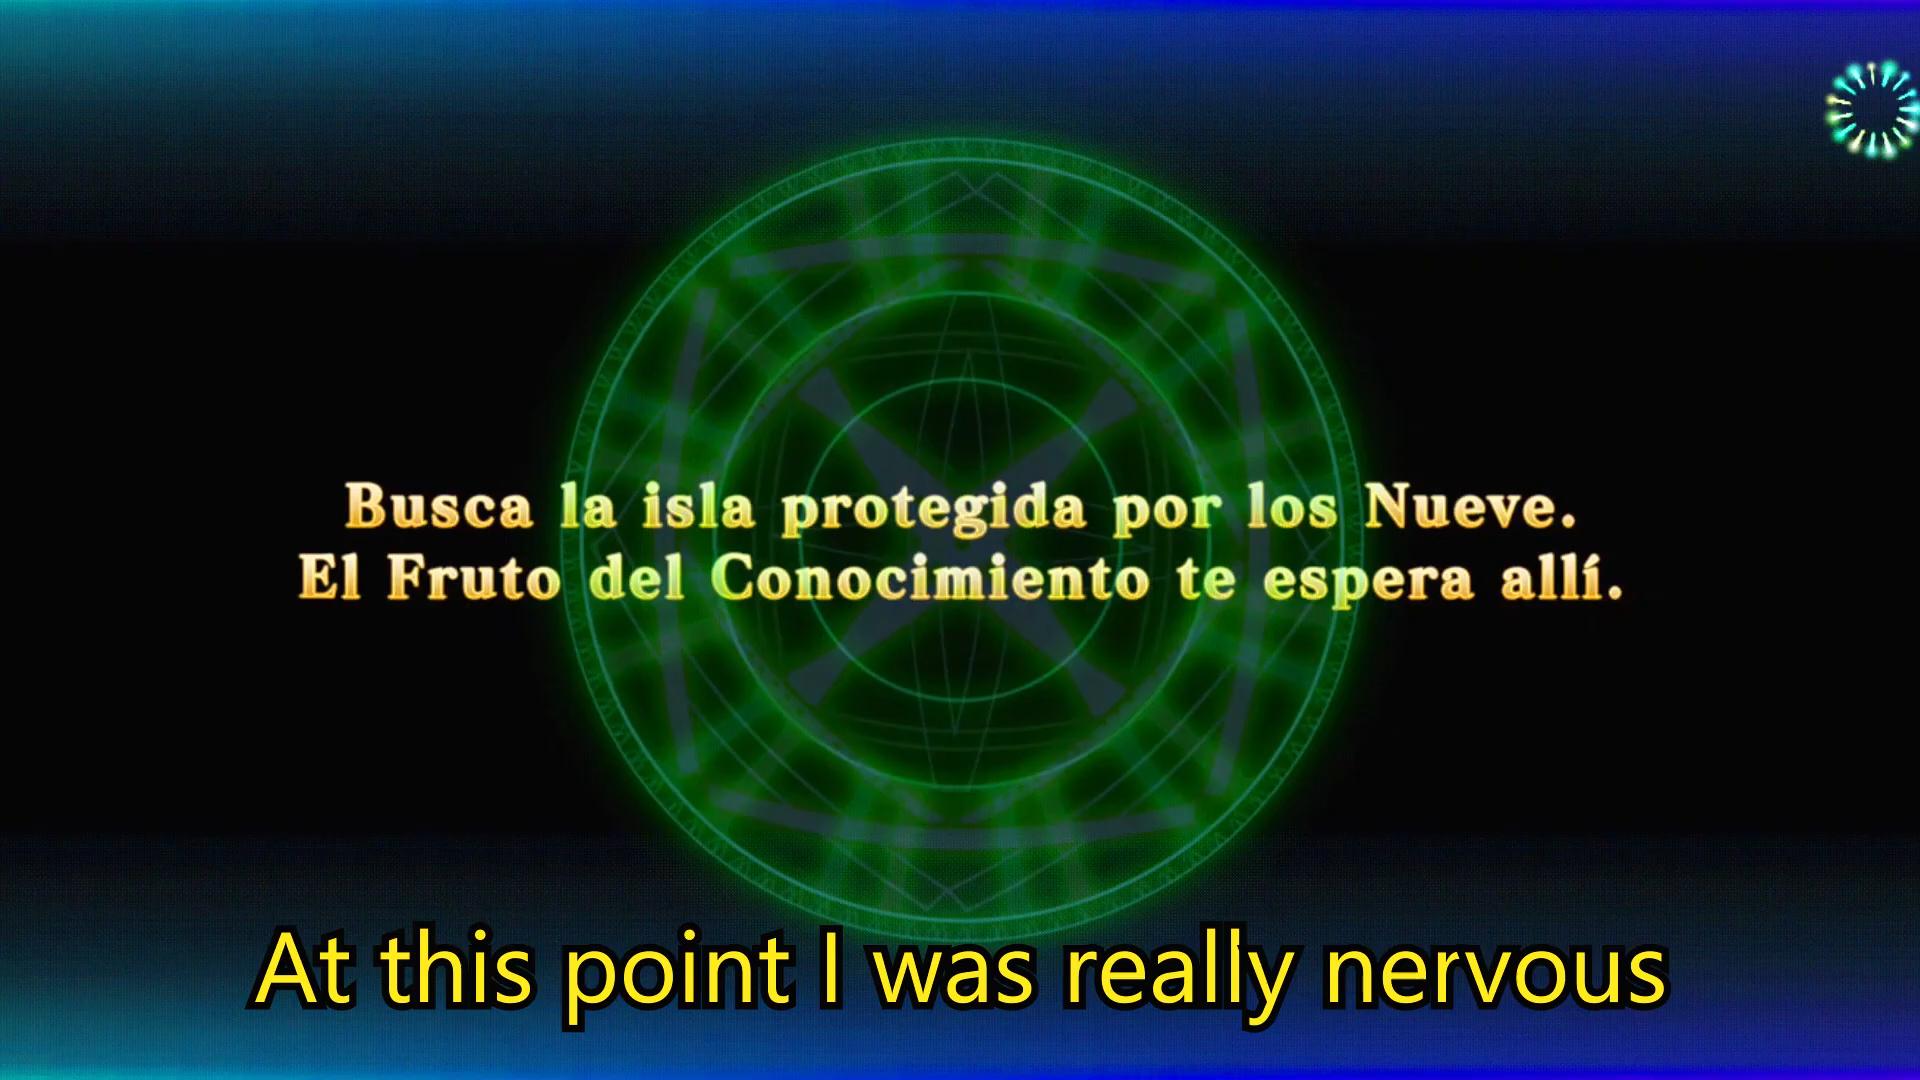 Busca la isla protegida por los Nueve.
El Fruto del Conocimiento te espera allí.
At this point I was really nervous